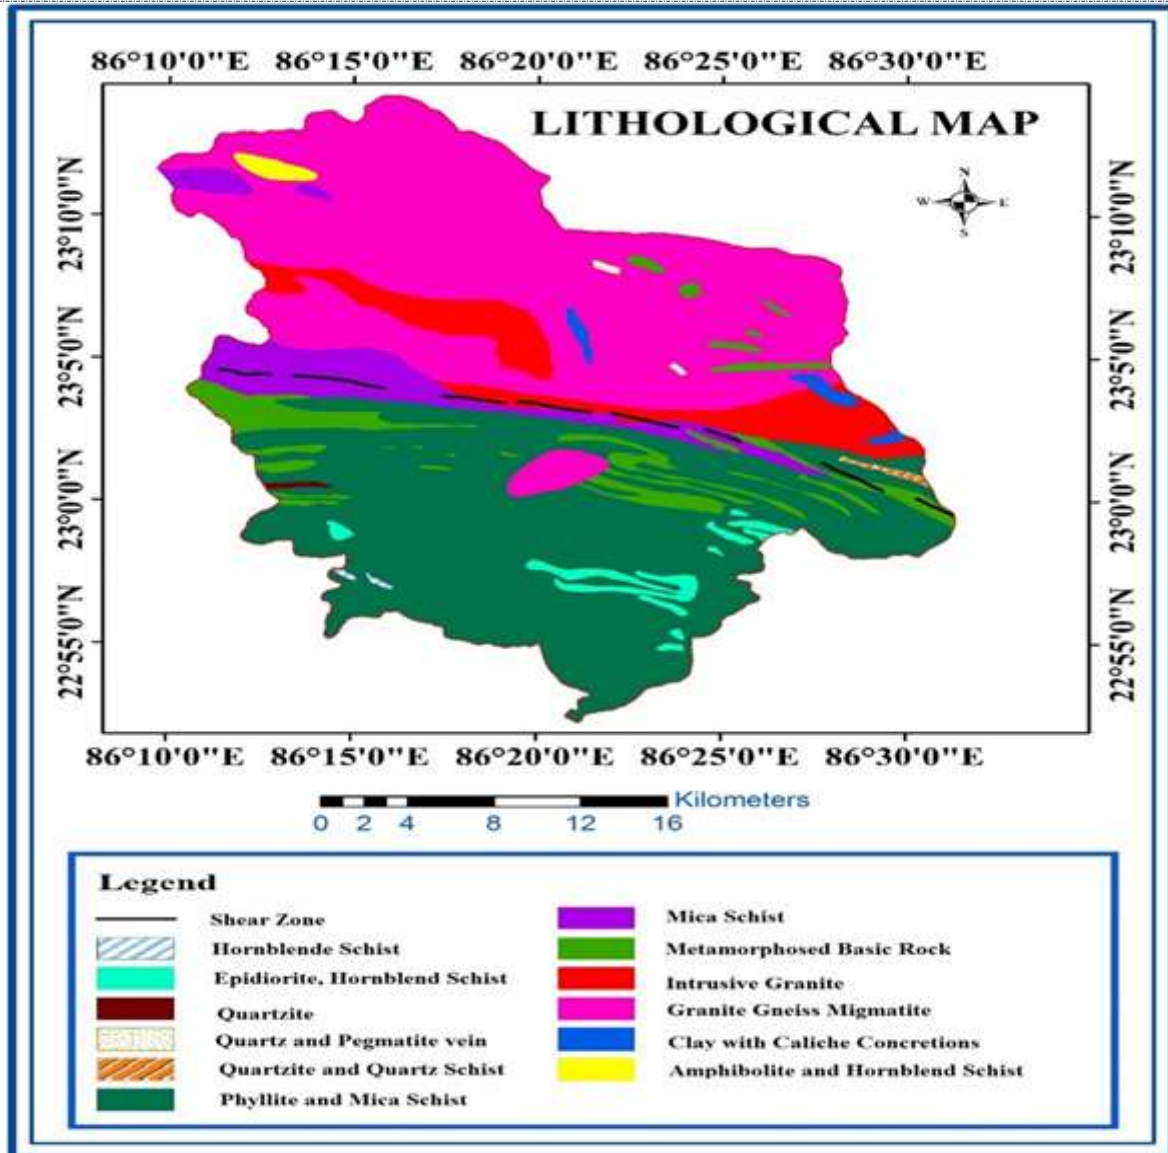 86°10'0"E 86°15'0"E 86°20'0"E 86°25'0"E 86°30'0"E
LITHOLOGICAL MAP
N
W E
S
23°10'0"N 23°10'0"N
23°5'0"N 23°5'0"N
23°0'0"N 23°0'0"N
22°55'0"N 22°55'0"N
86°10'0"E 86°15'0"E 86°20'0"E 86°25'0"E 86°30'0"E
Kilometers
0 2 4 8 12 16
Legend
Shear Zone
Hornblende Schist
Epidiorite, Hornblend Schist
Quartzite
Quartz and Pegmatite vein
Quartzite and Quartz Schist
Phyllite and Mica Schist
Mica Schist
Metamorphosed Basic Rock
Intrusive Granite
Granite Gneiss Migmatite
Clay with Caliche Concretions
Amphibolite and Hornblend Schist